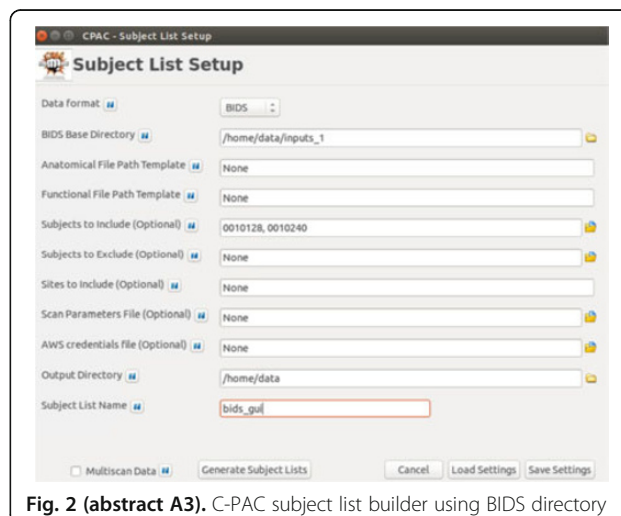 CPAC - Subject List Setup
Subject List Setup
Data format
BIDS
BIDS Base Directory
/home/data/inputs_1
Anatomical File Path Template
None
Functional File Path Template
None
Subjects to Include (Optional)
0010128, 0010240
Subjects to Exclude (Optional)
None
Sites to Include (Optional)
None
Scan Parameters File (Optional)
None
AWS credentials file (Optional)
None
Output Directory
/home/data
Subject List Name
bids_gui
Multiscan Data
Generate Subject Lists
Cancel
Load Settings
Save Settings
Fig. 2 (abstract A3). C-PAC subject list builder using BIDS directory